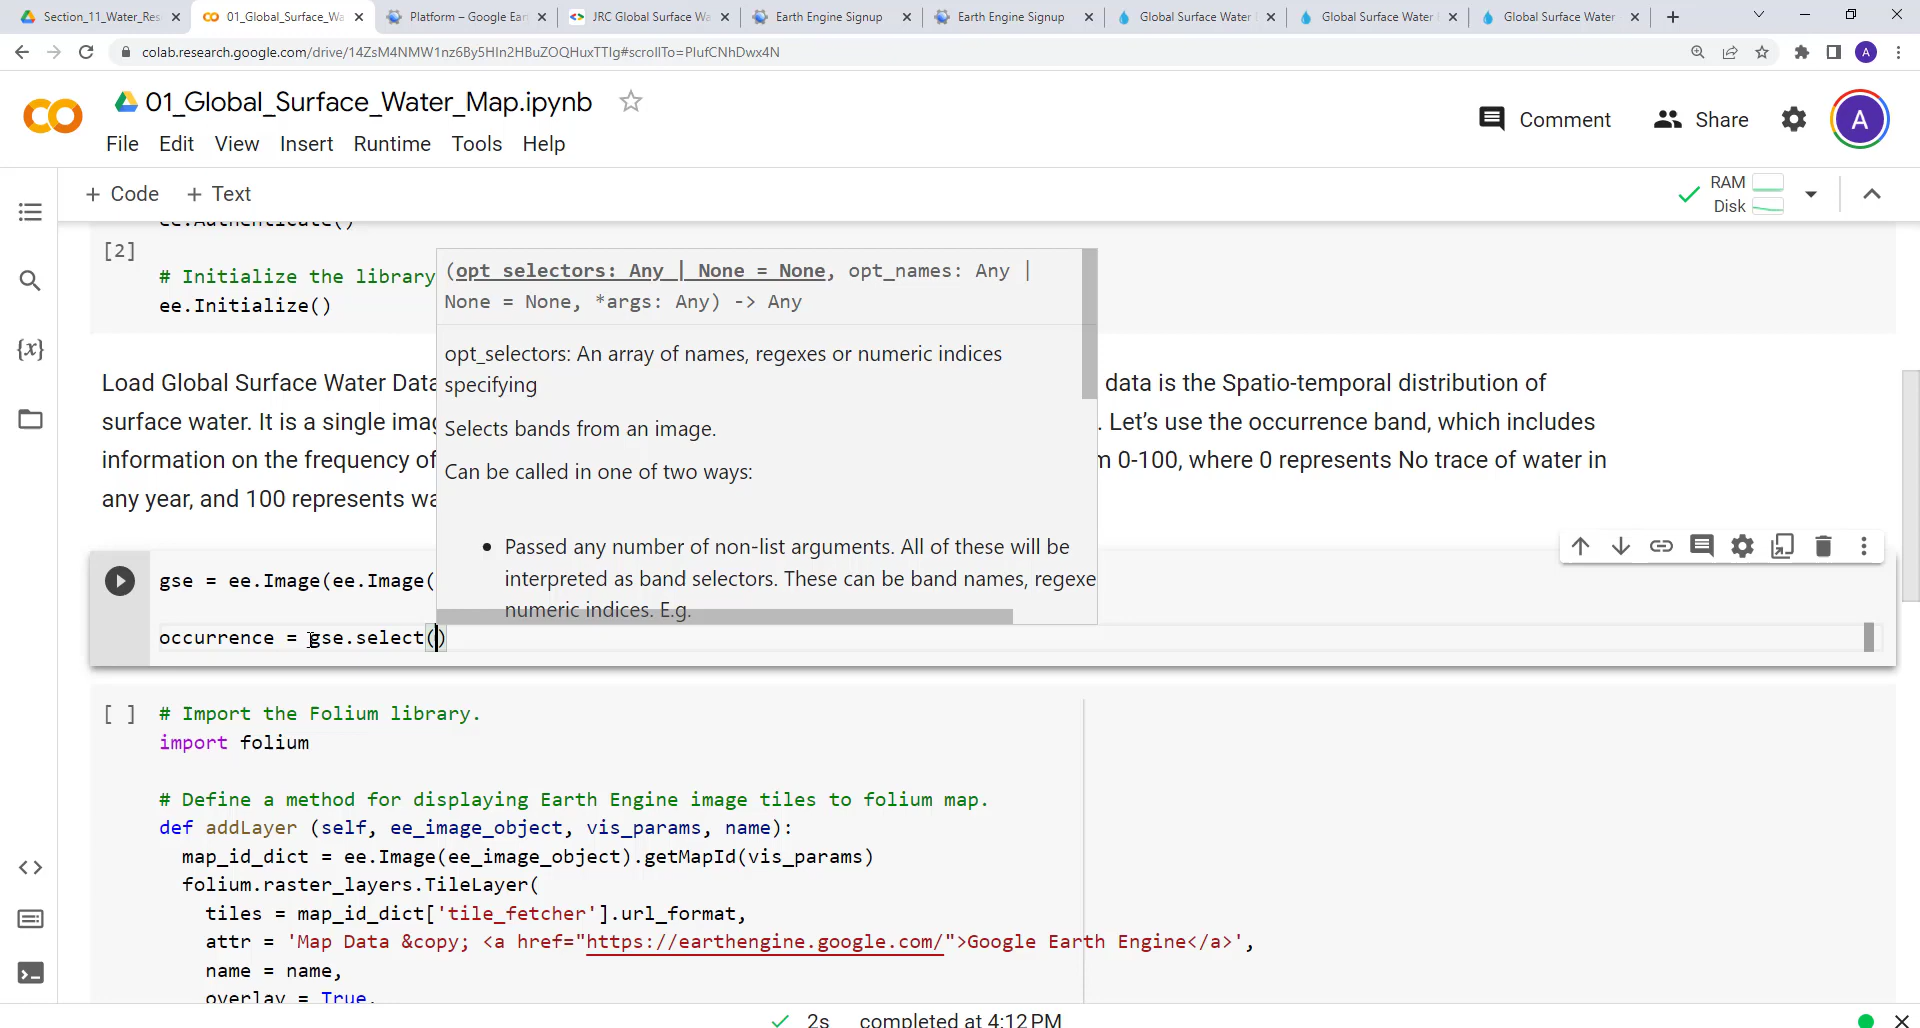 Section_11_Water_Res
01_Global_Surface_Wa
Platform – Google Eart
JRC Global Surface Wa
Earth Engine Signup
Earth Engine Signup
Global Surface Water
Global Surface Water
Global Surface Water
colab.research.google.com/drive/14ZsM4NMW1nz6By5HIn2HBuZOQHuxTTIg#scrollTo=PlufCNhDwx4N
A
01_Global_Surface_Water_Map.ipynb
Comment
Share
A
File Edit View Insert Runtime Tools Help
+ Code + Text
RAM
Disk
ee.Authenticate()
[2]
# Initialize the library
ee.Initialize()
(opt_selectors: Any | None = None, opt_names: Any |
None = None, *args: Any) -> Any
opt_selectors: An array of names, regexes or numeric indices
specifying
Selects bands from an image.
Can be called in one of two ways:
• Passed any number of non-list arguments. All of these will be
interpreted as band selectors. These can be band names, regexe
numeric indices. E.g.
Load Global Surface Water Data data is the Spatio-temporal distribution of
surface water. It is a single imag . Let’s use the occurrence band, which includes
information on the frequency of m 0-100, where 0 represents No trace of water in
any year, and 100 represents wa
gse = ee.Image(ee.Image(
occurrence = gse.select()
[ ] # Import the Folium library.
import folium
# Define a method for displaying Earth Engine image tiles to folium map.
def addLayer (self, ee_image_object, vis_params, name):
map_id_dict = ee.Image(ee_image_object).getMapId(vis_params)
folium.raster_layers.TileLayer(
tiles = map_id_dict['tile_fetcher'].url_format,
attr = 'Map Data &copy; <a href="https://earthengine.google.com/">Google Earth Engine</a>',
name = name,
overlay = True,
2s completed at 4:12 PM